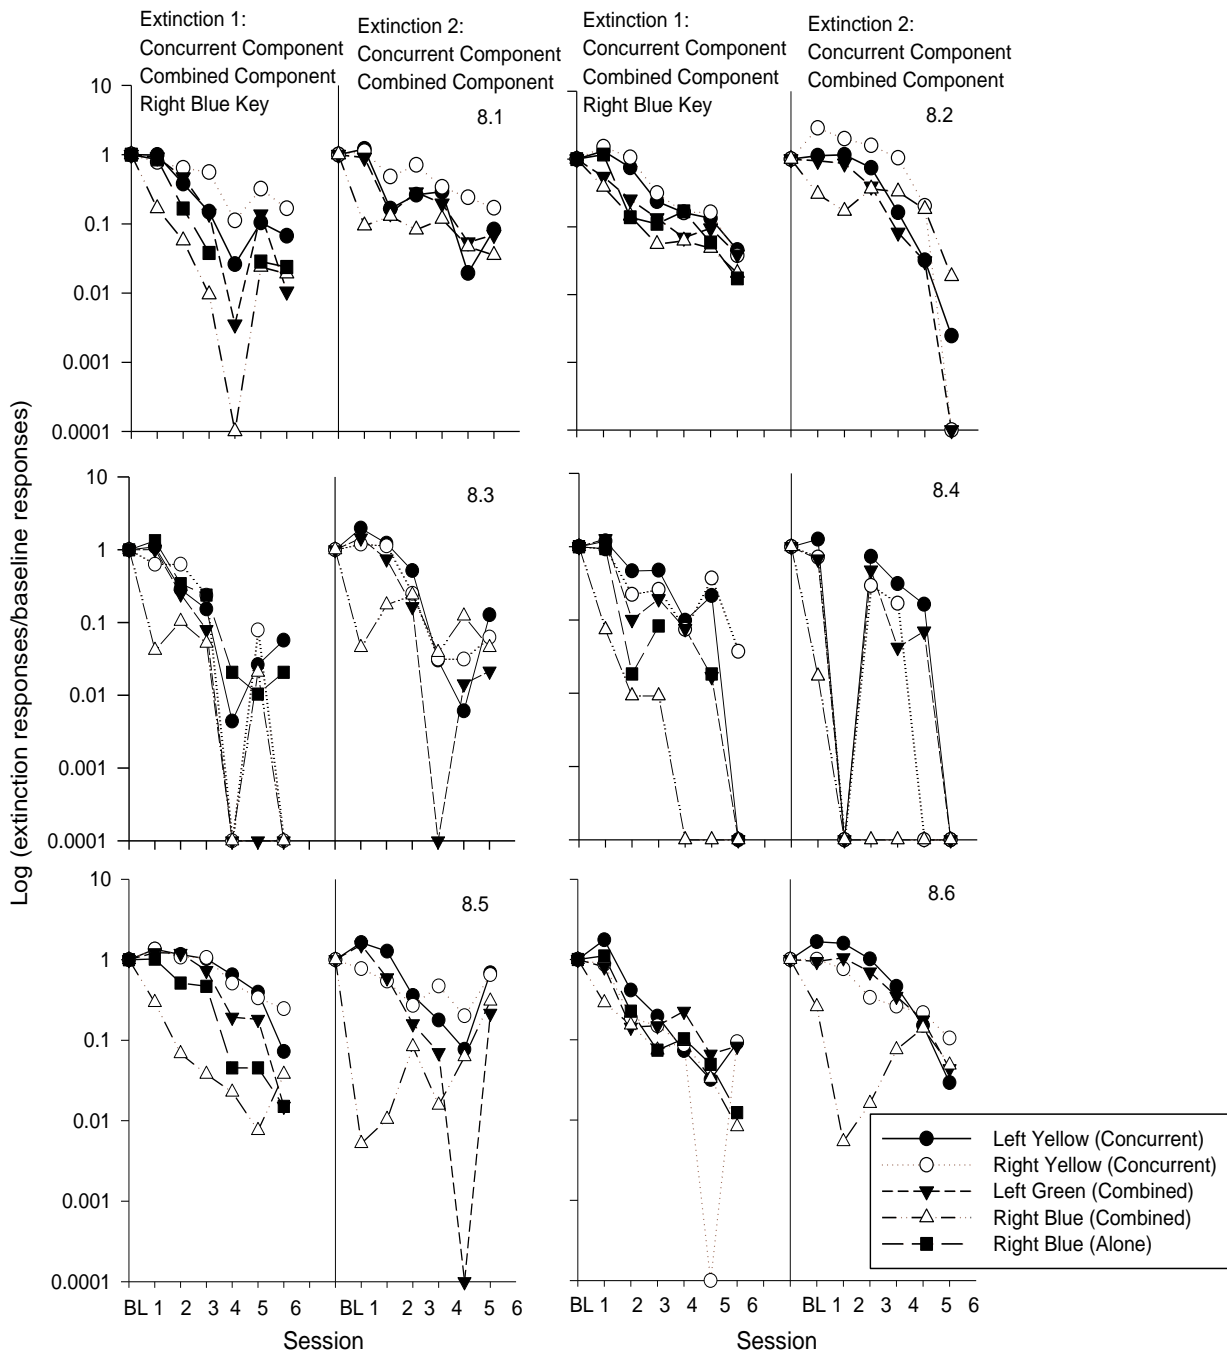 Extinction 1:
Concurrent Component
Combined Component
Right Blue Key
Extinction 2:
Concurrent Component
Combined Component
Extinction 1:
Concurrent Component
Combined Component
Right Blue Key
Extinction 2:
Concurrent Component
Combined Component
8.1
8.2
10
1
0.1
0.01
0.001
0.0001
8.3
8.4
10
1
0.1
0.01
0.001
0.0001
8.5
8.6
10
1
0.1
0.01
0.001
0.0001
Log (extinction responses/baseline responses)
BL 1 2 3 4 5 6
BL 1 2 3 4 5 6
BL 1 2 3 4 5 6
BL 1 2 3 4 5 6
Session
Session
Left Yellow (Concurrent)
Right Yellow (Concurrent)
Left Green (Combined)
Right Blue (Combined)
Right Blue (Alone)